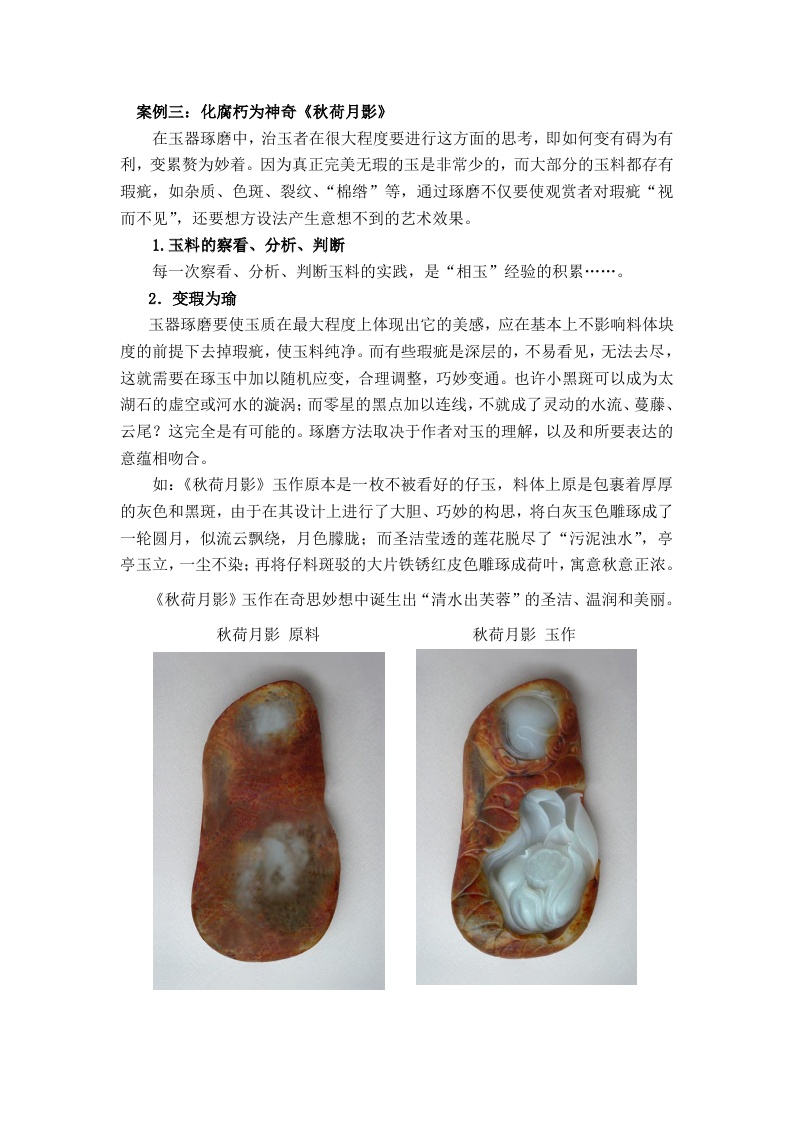 案例三：化腐朽为神奇《秋荷月影》
在玉器琢磨中，治玉者在很大程度要进行这方面的思考，即如何变有碍为有
利，变累赘为妙着。因为真正完美无瑕的玉是非常少的，而大部分的玉料都存有
瑕疵，如杂质、色斑、裂纹、“棉绺”等，通过琢磨不仅要使观赏者对瑕疵“视
而不见”，还要想方设法产生意想不到的艺术效果。
1.玉料的察看、分析、判断
每一次察看、分析、判断玉料的实践，是“相玉”经验的积累……。
2．变瑕为瑜
玉器琢磨要使玉质在最大程度上体现出它的美感，应在基本上不影响料体块
度的前提下去掉瑕疵，使玉料纯净。而有些瑕疵是深层的，不易看见，无法去尽，
这就需要在琢玉中加以随机应变，合理调整，巧妙变通。也许小黑斑可以成为太
湖石的虚空或河水的漩涡；而零星的黑点加以连线，不就成了灵动的水流、蔓藤、
云尾？这完全是有可能的。琢磨方法取决于作者对玉的理解，以及和所要表达的
意蕴相吻合。
如：《秋荷月影》玉作原本是一枚不被看好的仔玉，料体上原是包裹着厚厚
的灰色和黑斑，由于在其设计上进行了大胆、巧妙的构思，将白灰玉色雕琢成了
一轮圆月，似流云飘绕，月色朦胧；而圣洁莹透的莲花脱尽了“污泥浊水”，亭
亭玉立，一尘不染；再将仔料斑驳的大片铁锈红皮色雕琢成荷叶，寓意秋意正浓。
《秋荷月影》玉作在奇思妙想中诞生出“清水出芙蓉”的圣洁、温润和美丽。
秋荷月影 原料 秋荷月影 玉作